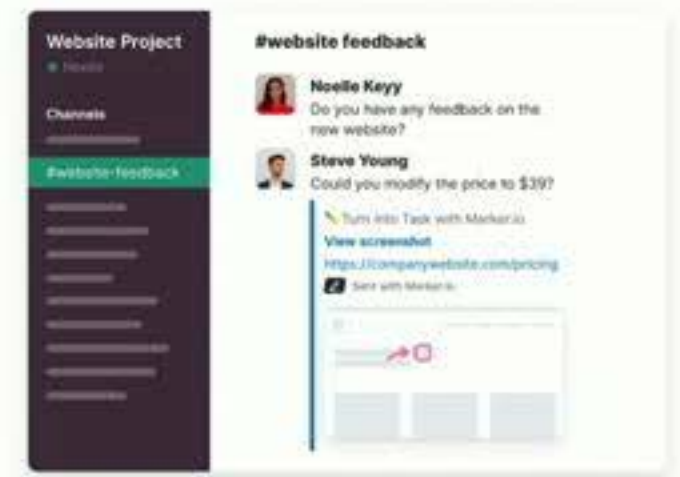 Website Project
Noelle
Channels
#website-feedback
#website feedback
Noelle Keyy
Do you have any feedback on the
new website?
Steve Young
Could you modify the price to $39?
Turn into Task with Marker.io
View screenshot
https://companywebsite.com/pricing
Sent with Marker.io